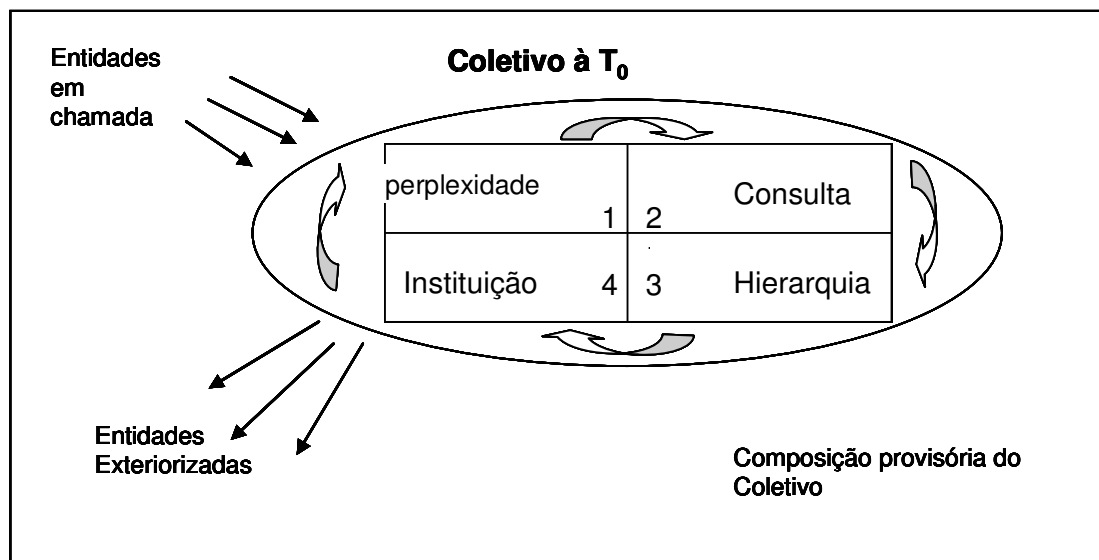 Entidades
em
chamada
Coletivo à T0
perplexidade
1
2
Consulta
Instituição
4
3
Hierarquia
Entidades
Exteriorizadas
Composição provisória do
Coletivo